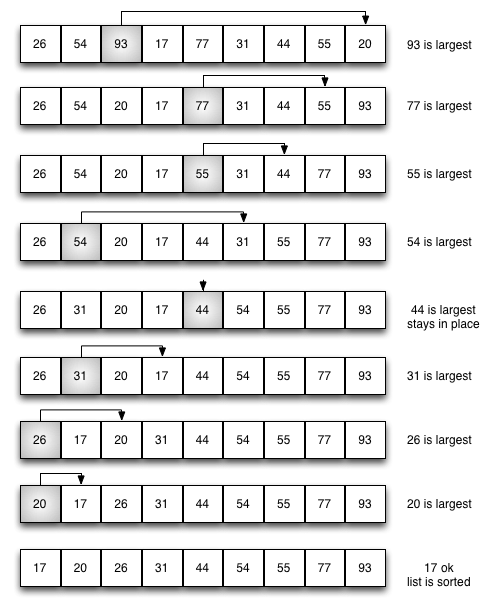 26 54 93 17 77 31 44 55 20 93 is largest
26 54 20 17 77 31 44 55 93 77 is largest
26 54 20 17 55 31 44 77 93 55 is largest
26 54 20 17 44 31 55 77 93 54 is largest
26 31 20 17 44 54 55 77 93 44 is largest
stays in place
26 31 20 17 44 54 55 77 93 31 is largest
26 17 20 31 44 54 55 77 93 26 is largest
20 17 26 31 44 54 55 77 93 20 is largest
17 20 26 31 44 54 55 77 93 17 ok
list is sorted